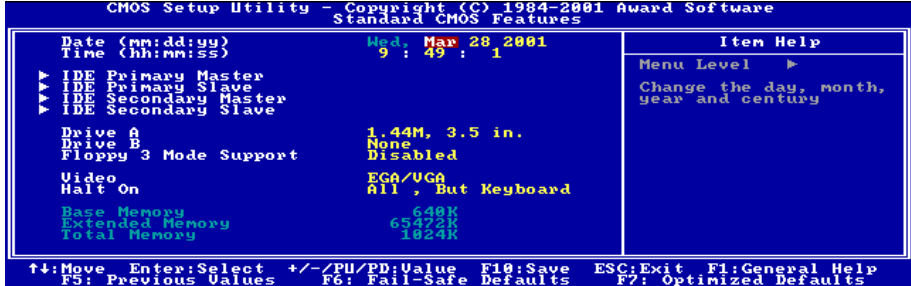 CMOS Setup Utility - Copyright (C) 1984-2001 Award Software
Standard CMOS Features
Date (mm:dd:yy) Wed, Mar 28 2001
Time (hh:mm:ss) 9 : 49 : 1
► IDE Primary Master
► IDE Primary Slave
► IDE Secondary Master
► IDE Secondary Slave
Drive A 1.44M, 3.5 in.
Drive B None
Floppy 3 Mode Support Disabled
Video EGA/VGA
Halt On All , But Keyboard
Base Memory 640K
Extended Memory 65472K
Total Memory 1024K
Item Help
Menu Level ►
Change the day, month,
year and century
↑↓:Move Enter:Select +/-/PU/PD:Value F10:Save ESC:Exit F1:General Help
F5: Previous Values F6: Fail-Safe Defaults F7: Optimized Defaults